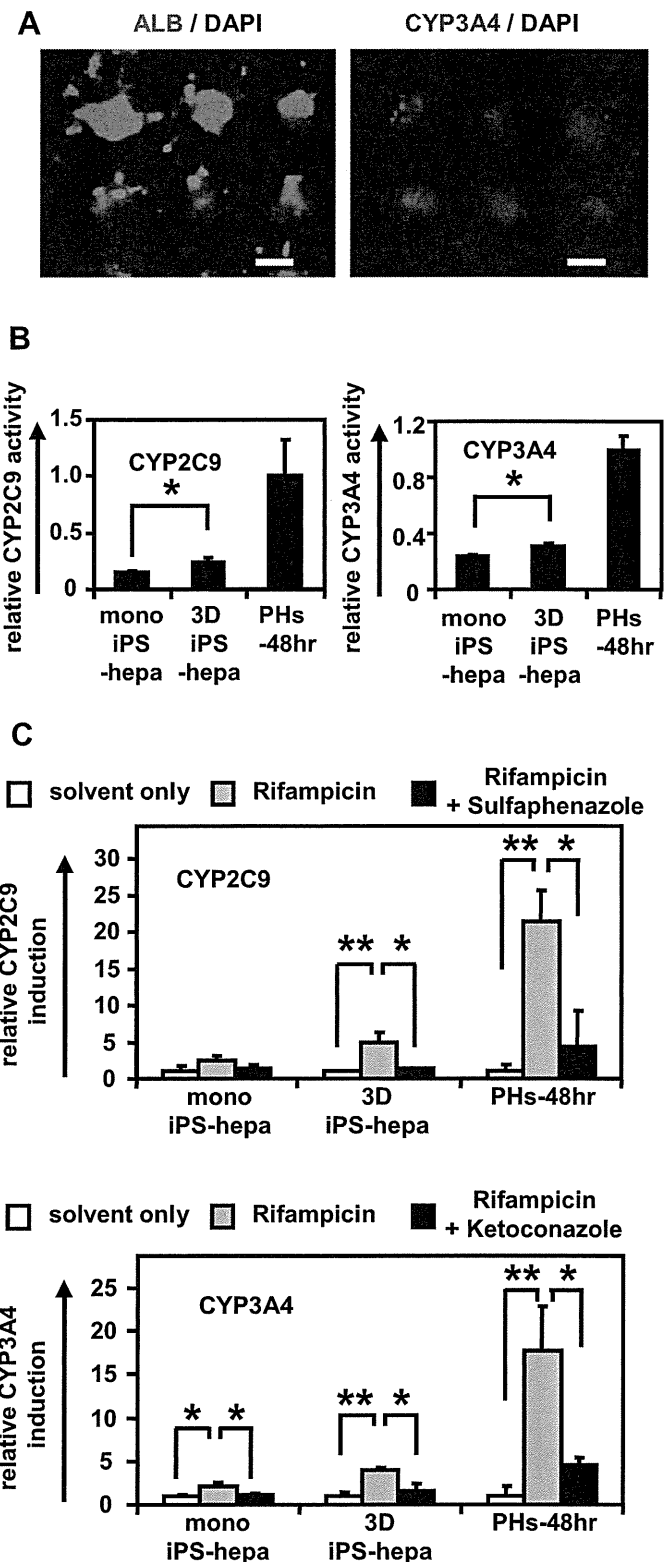 A
ALB / DAPI
CYP3A4 / DAPI
B
relative CYP2C9 activity
1.5
1.0
0.5
0
CYP2C9
*
mono iPS -hepa
3D iPS -hepa
PHs -48hr
relative CYP3A4 activity
1.2
0.8
0.4
0
CYP3A4
*
mono iPS -hepa
3D iPS -hepa
PHs -48hr
C
solvent only
Rifampicin
Rifampicin
+ Sulfaphenazole
relative CYP2C9
induction
30
25
20
15
10
5
0
CYP2C9
** *
** *
mono
iPS-hepa
3D
iPS-hepa
PHs-48hr
solvent only
Rifampicin
Rifampicin
+ Ketoconazole
relative CYP3A4
induction
25
20
15
10
5
0
CYP3A4
* *
** *
** *
mono
iPS-hepa
3D
iPS-hepa
PHs-48hr